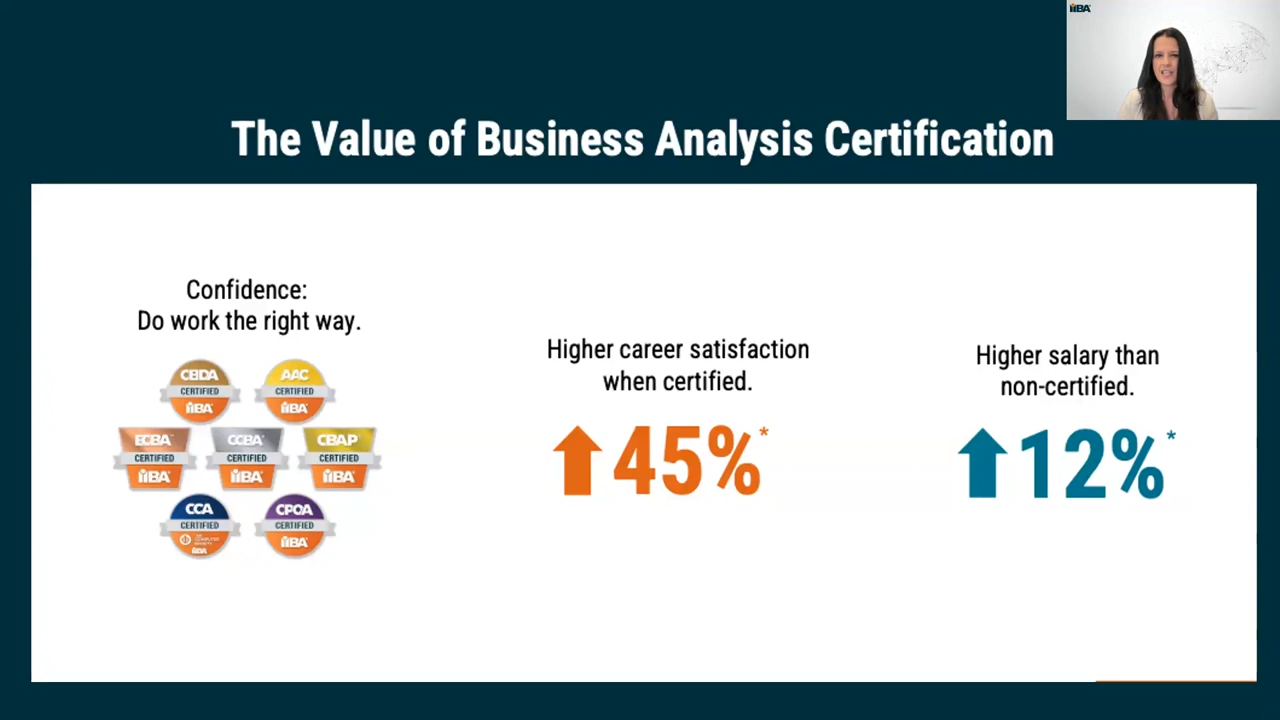 iiBA
The Value of Business Analysis Certification
Confidence:
Do work the right way.
CBDA
CERTIFIED
iiBA
AAC
CERTIFIED
iiBA
ECBA™
CERTIFIED
iiBA
CCBA
CERTIFIED
iiBA
CBAP
CERTIFIED
iiBA
CCA
CERTIFIED
iiBA
CPOA
CERTIFIED
iiBA
Higher career satisfaction
when certified.
45%*
Higher salary than
non-certified.
12%*